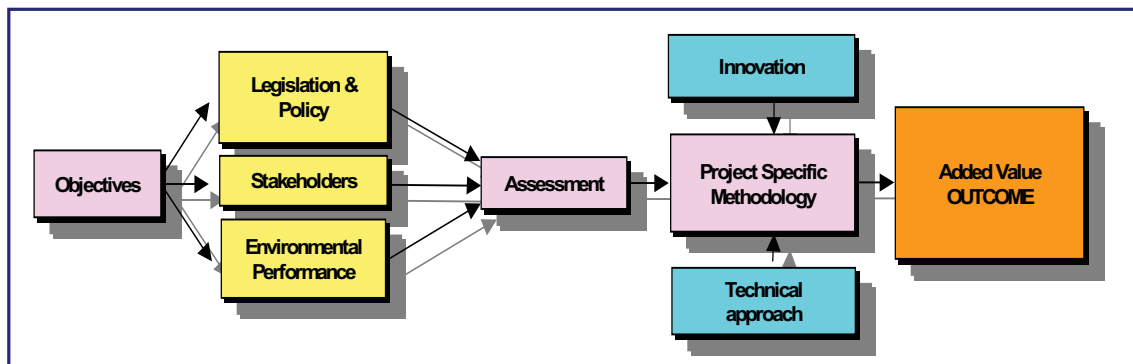 Objectives
Legislation &
Policy
Stakeholders
Environmental
Performance
Assessment
Innovation
Project Specific
Methodology
Technical
approach
Added Value
OUTCOME